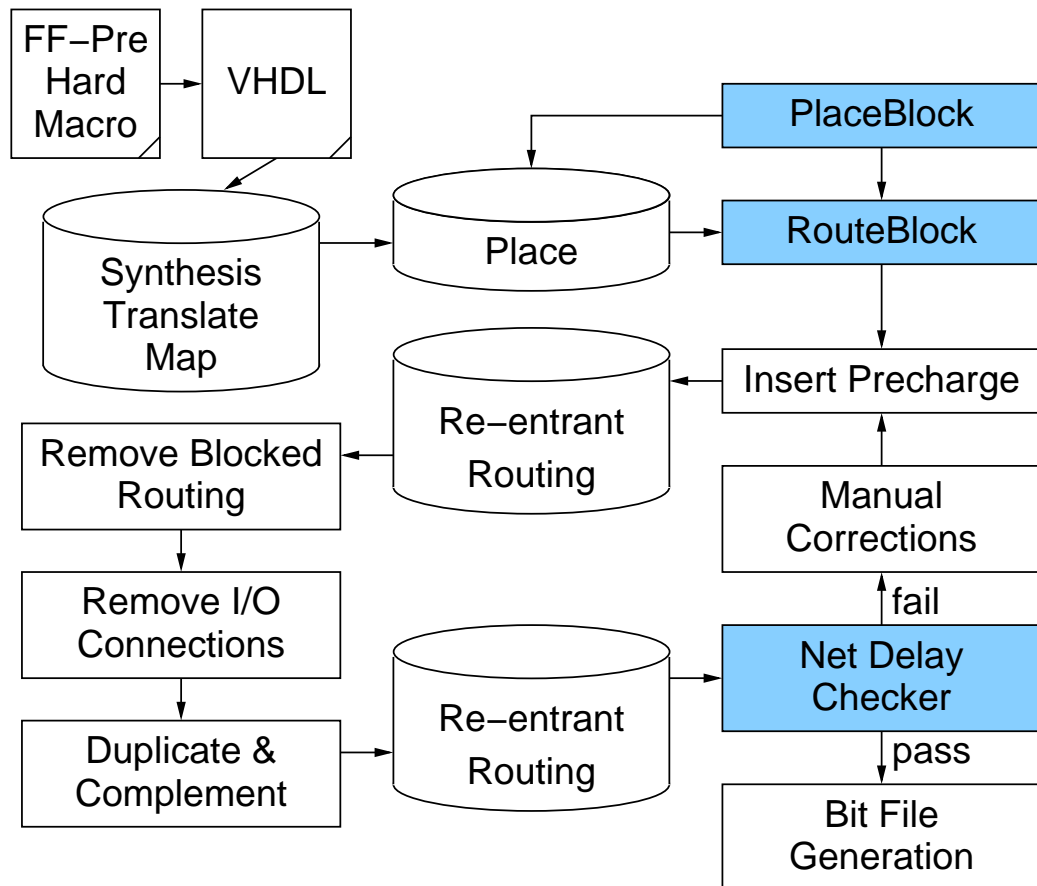 FF−Pre
Hard
Macro
VHDL
PlaceBlock
Place
RouteBlock
Synthesis
Translate
Map
Insert Precharge
Re−entrant
Routing
Remove Blocked
Routing
Manual
Corrections
Remove I/O
Connections
fail
Re−entrant
Routing
Net Delay
Checker
Duplicate &
Complement
pass
Bit File
Generation